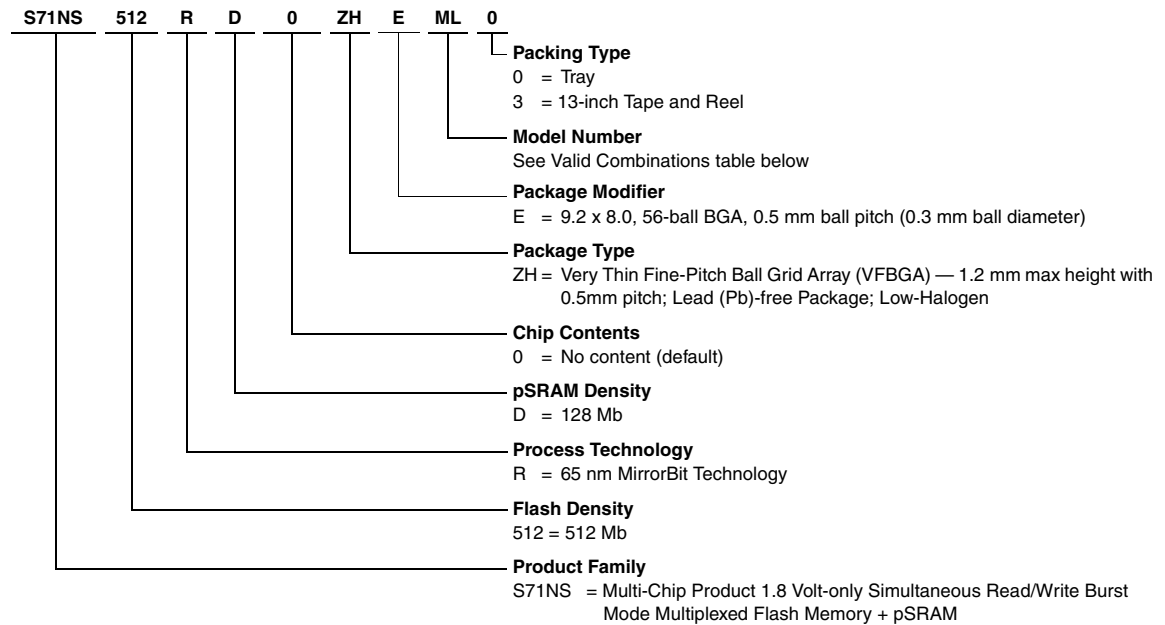 S71NS 512 R D 0 ZH E ML 0
Packing Type
0 = Tray
3 = 13-inch Tape and Reel
Model Number
See Valid Combinations table below
Package Modifier
E = 9.2 x 8.0, 56-ball BGA, 0.5 mm ball pitch (0.3 mm ball diameter)
Package Type
ZH = Very Thin Fine-Pitch Ball Grid Array (VFBGA) — 1.2 mm max height with
0.5mm pitch; Lead (Pb)-free Package; Low-Halogen
Chip Contents
0 = No content (default)
pSRAM Density
D = 128 Mb
Process Technology
R = 65 nm MirrorBit Technology
Flash Density
512 = 512 Mb
Product Family
S71NS = Multi-Chip Product 1.8 Volt-only Simultaneous Read/Write Burst
Mode Multiplexed Flash Memory + pSRAM